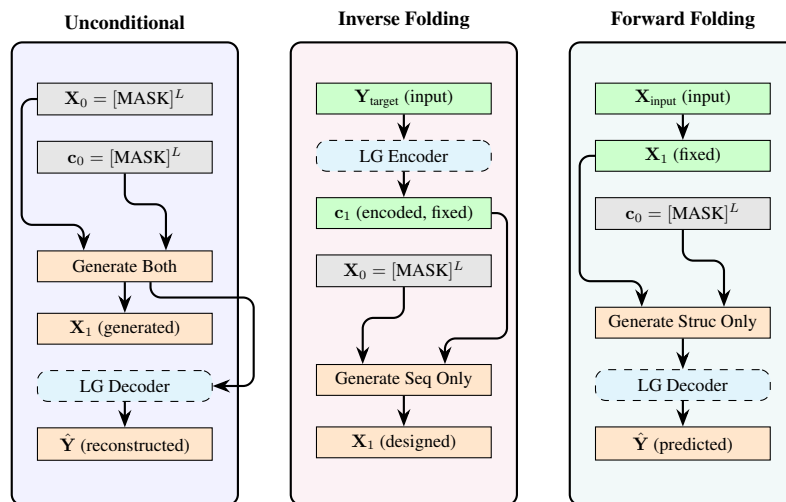 Unconditional
X₀ = [MASK]ᴸ
c₀ = [MASK]ᴸ
Generate Both
X₁ (generated)
LG Decoder
Ŷ (reconstructed)
Inverse Folding
Y_target (input)
LG Encoder
c₁ (encoded, fixed)
X₀ = [MASK]ᴸ
Generate Seq Only
X₁ (designed)
Forward Folding
X_input (input)
X₁ (fixed)
c₀ = [MASK]ᴸ
Generate Struc Only
LG Decoder
Ŷ (predicted)